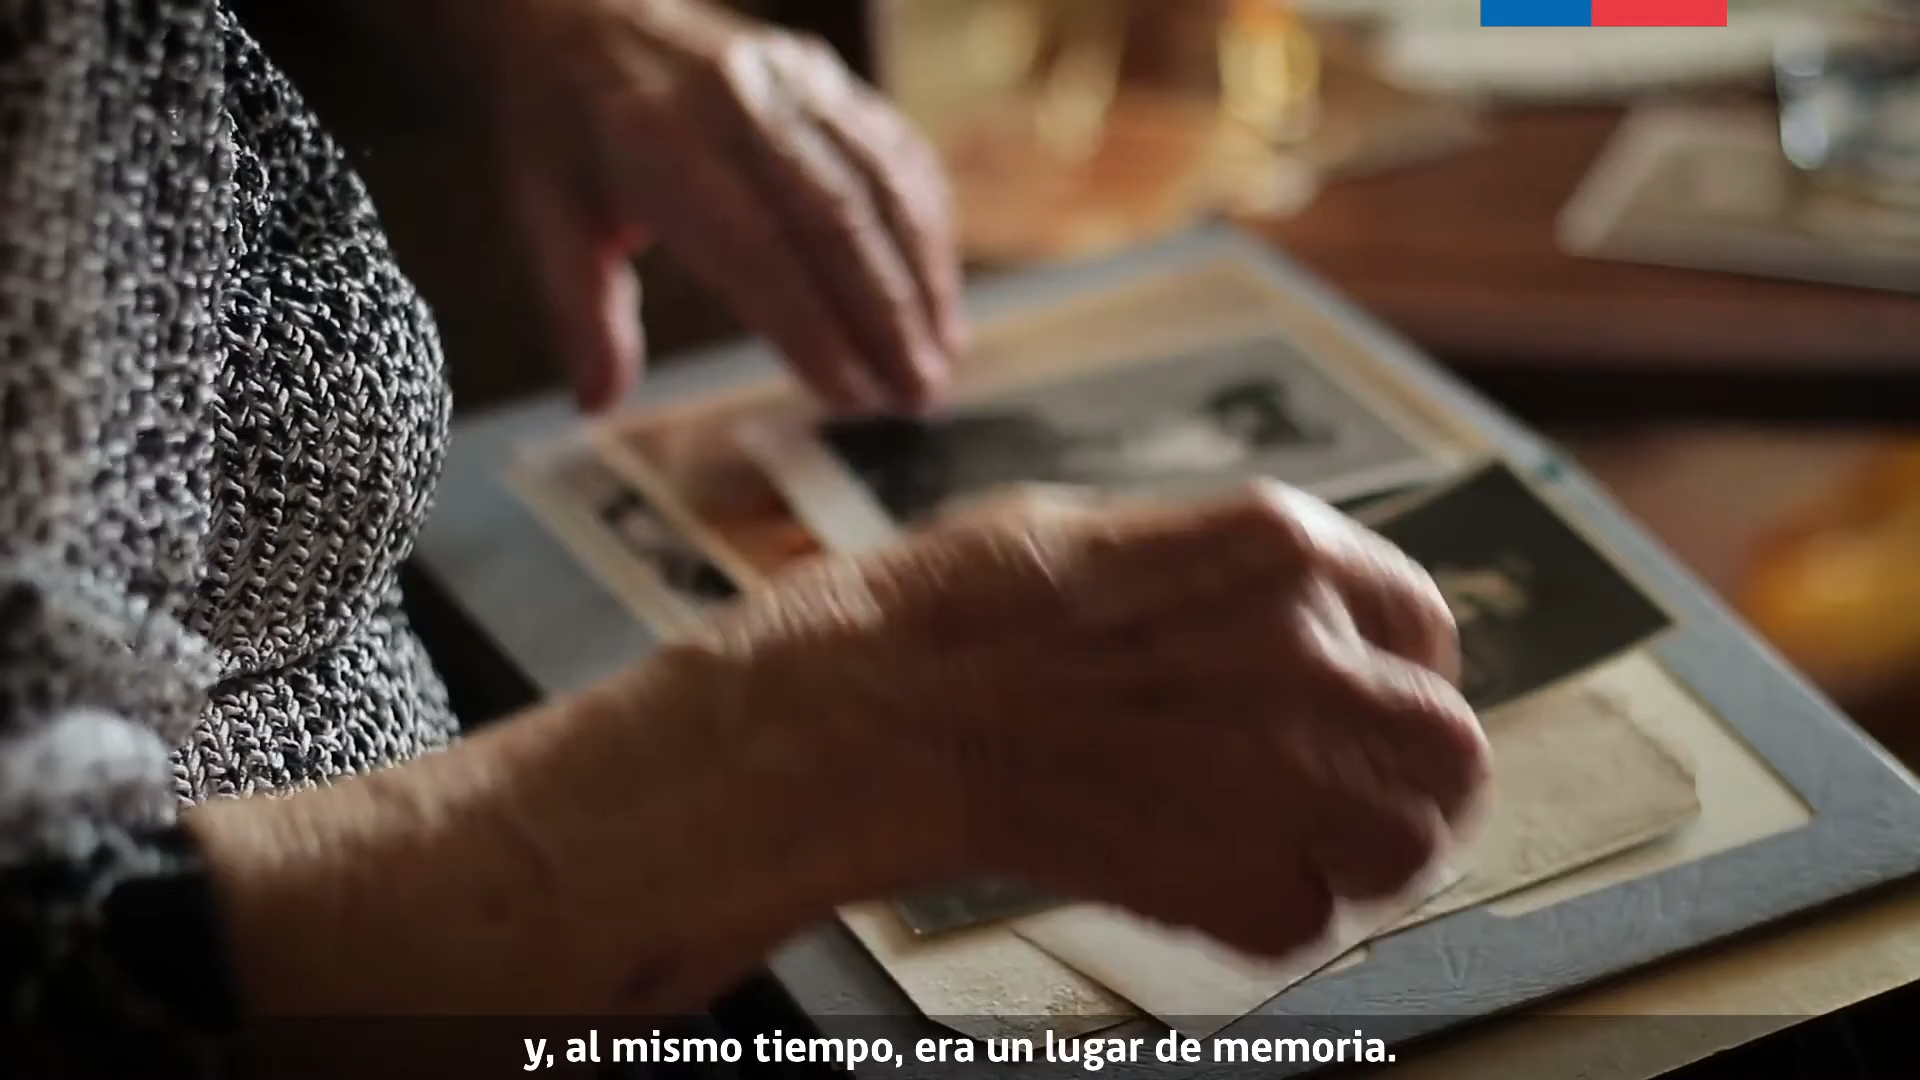 y, al mismo tiempo, era un lugar de memoria.